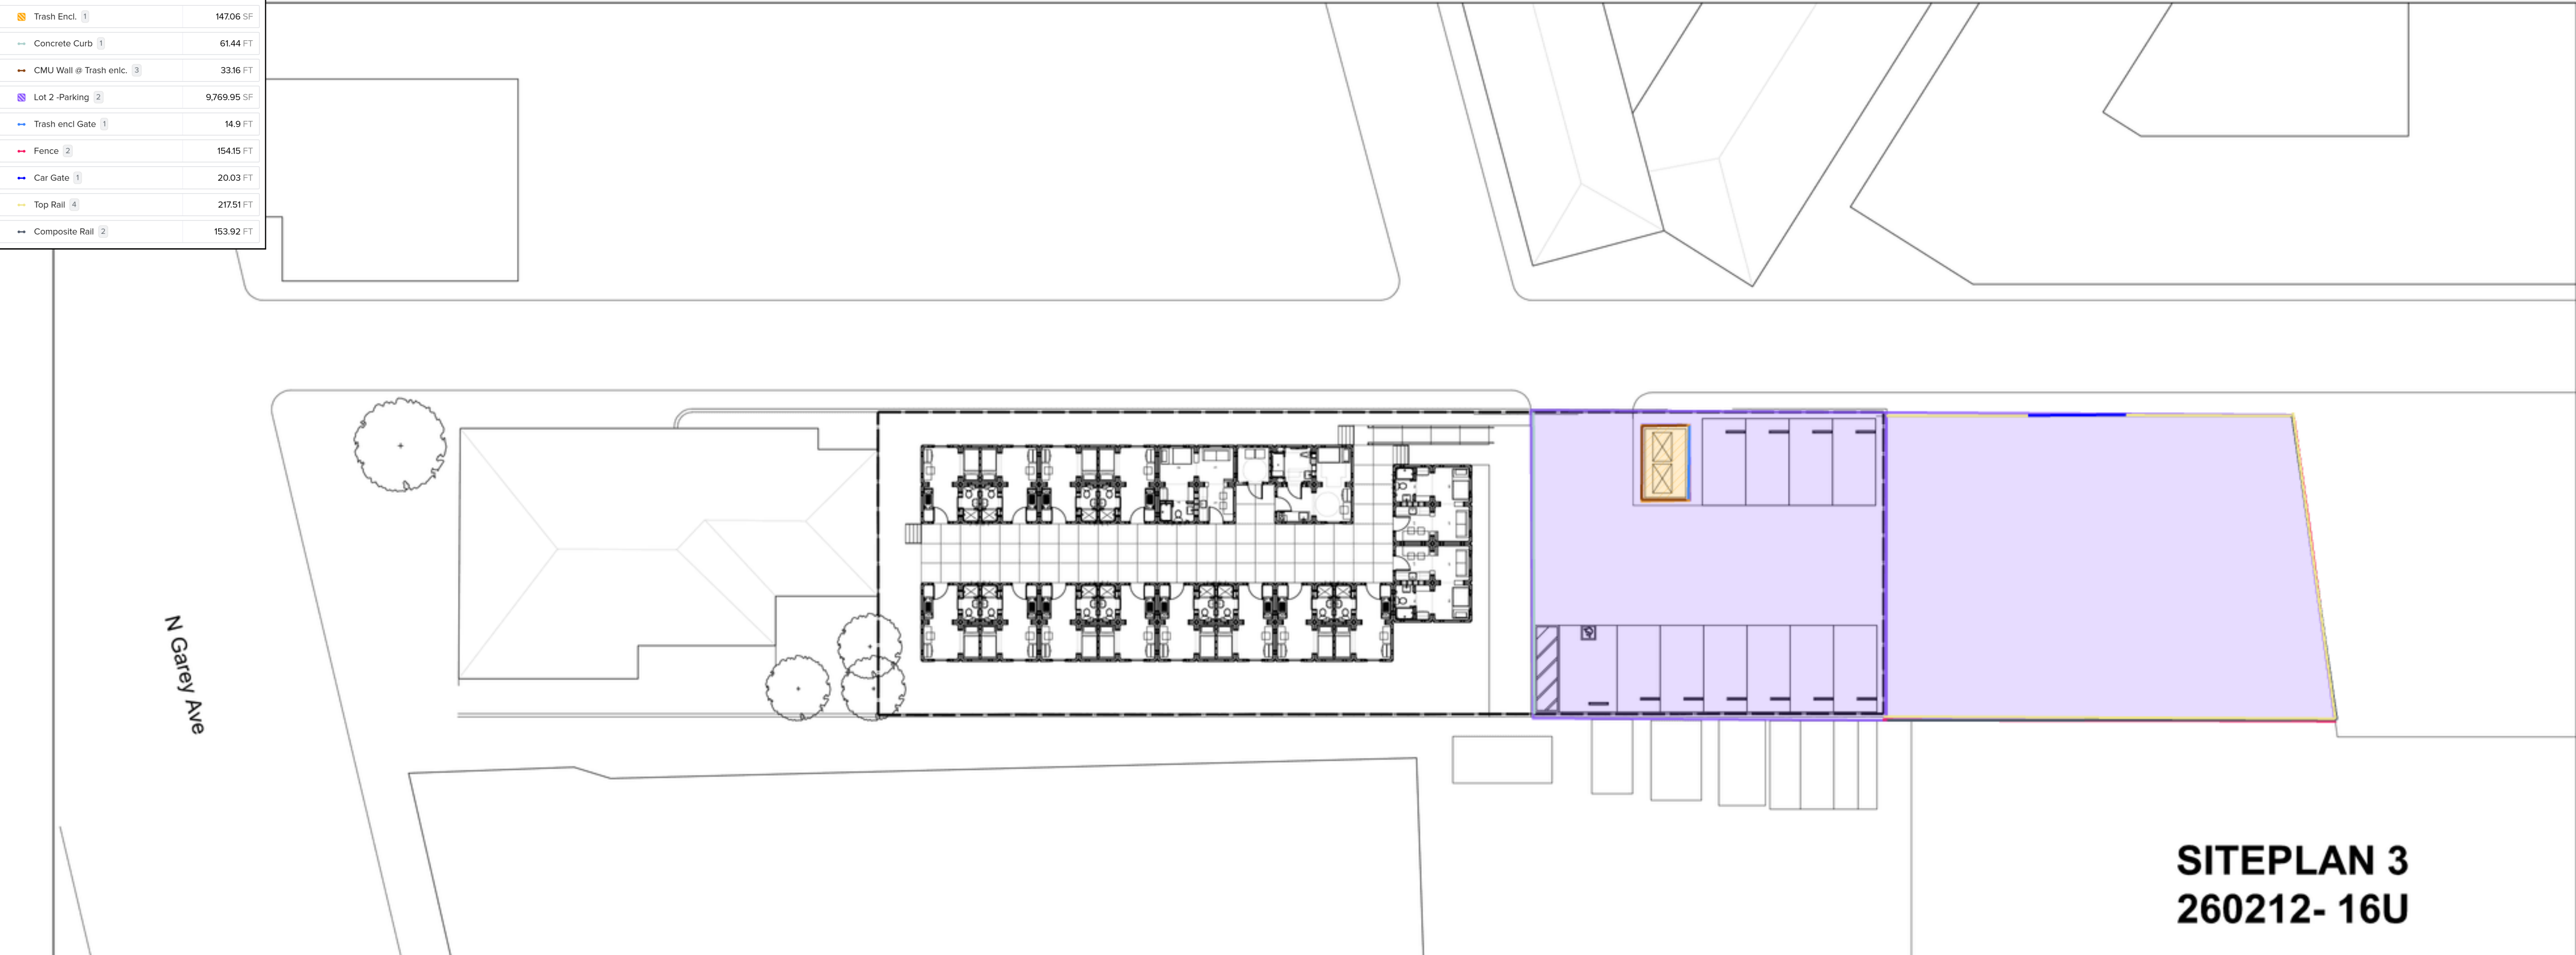 Trash Encl. 1 147.06 SF
Concrete Curb 1 61.44 FT
CMU Wall @ Trash enlc. 3 33.16 FT
Lot 2 -Parking 2 9,769.95 SF
Trash encl Gate 1 14.9 FT
Fence 2 154.15 FT
Car Gate 1 20.03 FT
Top Rail 4 217.51 FT
Composite Rail 2 153.92 FT
N Garey Ave
SITEPLAN 3
260212- 16U